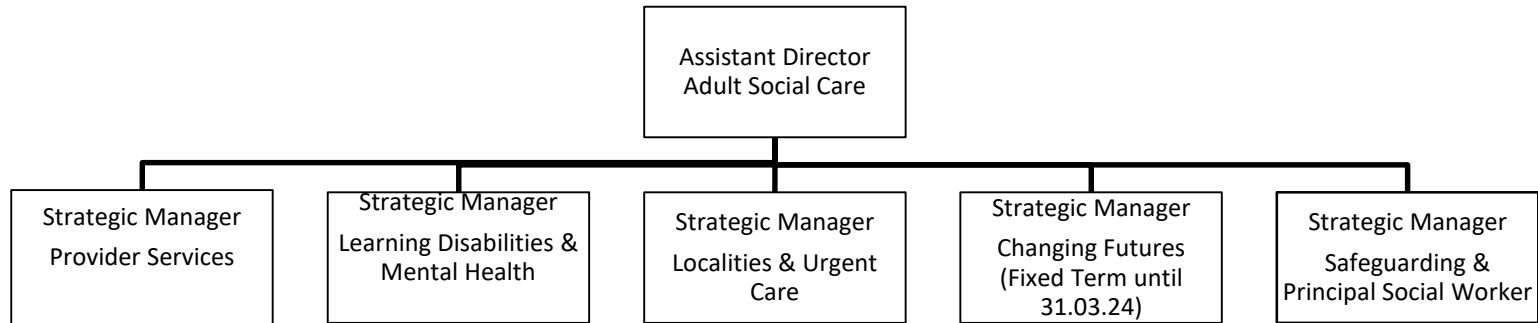 Assistant Director
Adult Social Care
Strategic Manager
Provider Services
Strategic Manager
Learning Disabilities &
Mental Health
Strategic Manager
Localities & Urgent
Care
Strategic Manager
Changing Futures
(Fixed Term until
31.03.24)
Strategic Manager
Safeguarding &
Principal Social Worker